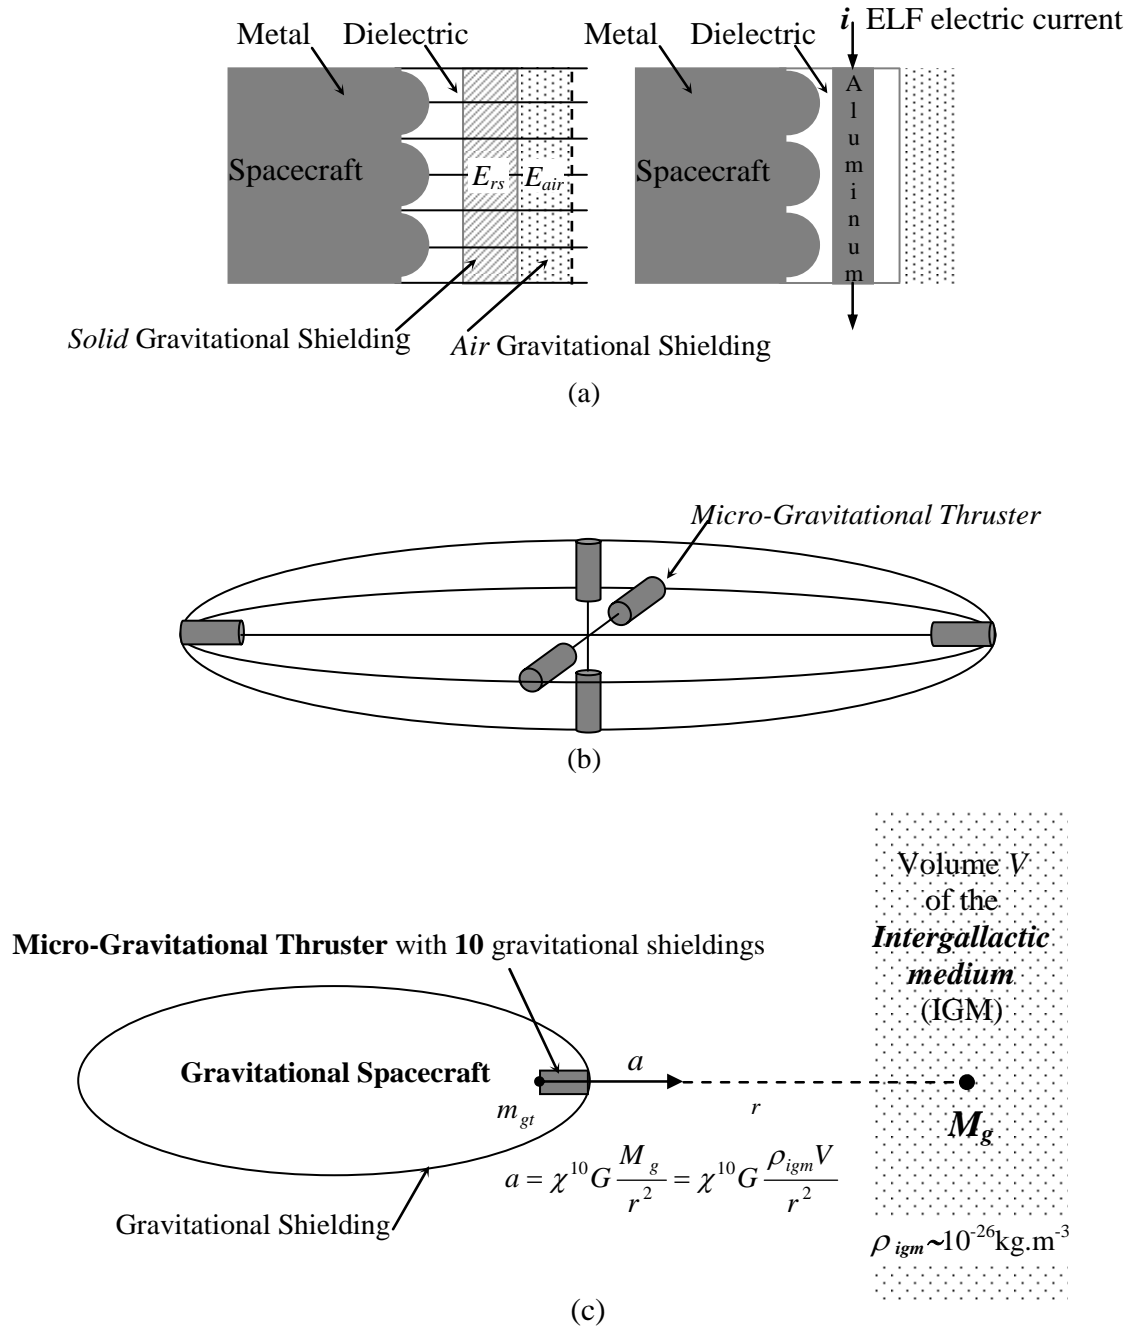 i ELF electric current
Metal Dielectric Metal Dielectric
Spacecraft E_rs E_air Spacecraft Aluminum
Solid Gravitational Shielding
Air Gravitational Shielding
(a)
Micro-Gravitational Thruster
(b)
Volume V
of the
Intergallactic
medium
(IGM)
Micro-Gravitational Thruster with 10 gravitational shieldings
Gravitational Spacecraft
a
m_gt
r
M_g
a = χ^10 G M_g / r^2 = χ^10 G ρ_igm V / r^2
Gravitational Shielding
ρ_igm ~10^-26 kg.m^-3
(c)